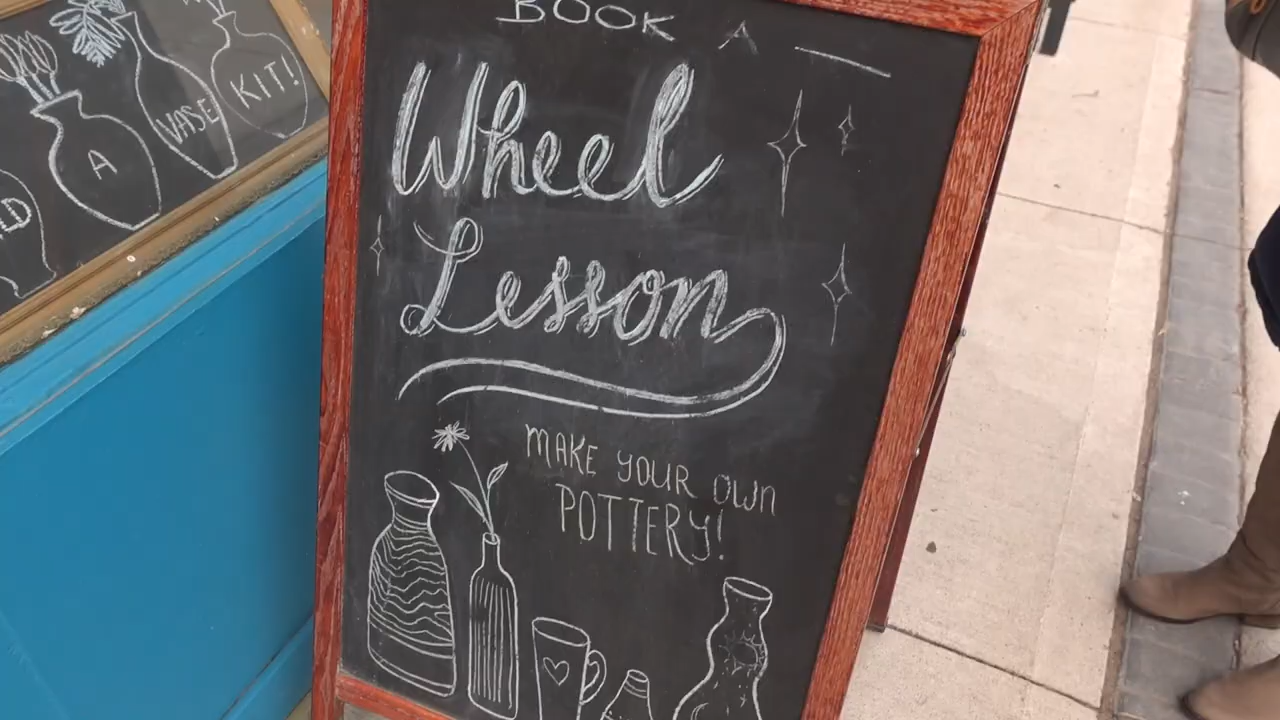 BOOK A
Wheel
Lesson
MAKE YOUR OWN
POTTERY!
A
VASE
KIT!